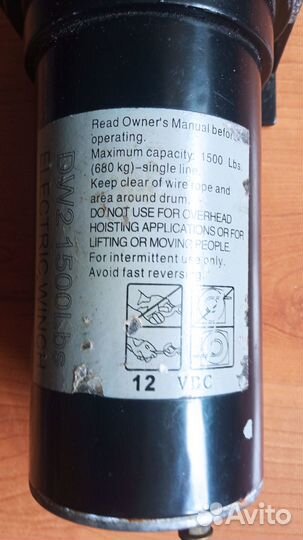 Read Owner's Manual before
operating.
Maximum capacity: 1500 Lbs.
(680 kg)-single line
Keep clear of wire rope and
area around drum.
DO NOT USE FOR OVERHEAD
HOISTING APPLICATIONS OR FOR
LIFTING OR MOVING PEOPLE.
For intermittent use only.
Avoid fast reversing.
12 VDC
DW2 1500Lbs
ELECTRIC WINCH
Avito